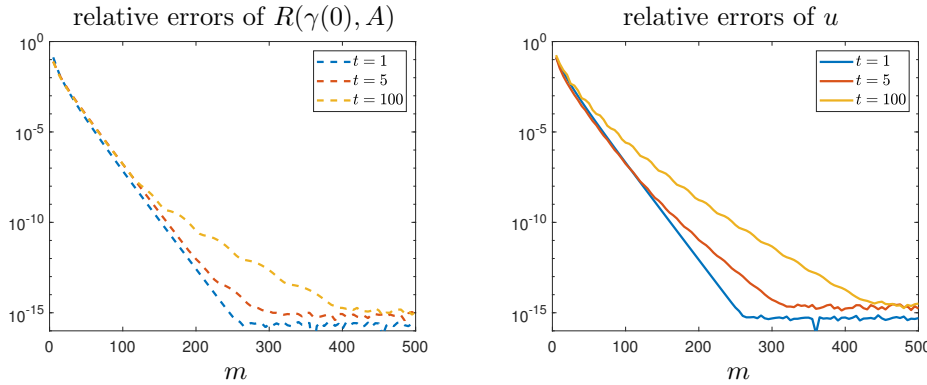 relative errors of R(γ(0), A)
10^0
10^-5
10^-10
10^-15
0 100 200 300 400 500
m
t = 1
t = 5
t = 100
relative errors of u
10^0
10^-5
10^-10
10^-15
0 100 200 300 400 500
m
t = 1
t = 5
t = 100